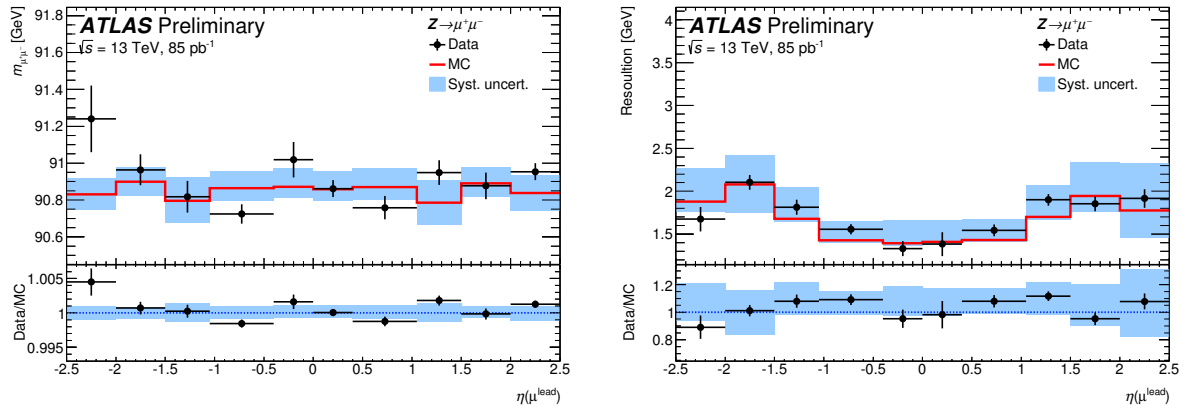 ATLAS Preliminary
√s = 13 TeV, 85 pb⁻¹
Z→μ⁺μ⁻
Data
MC
Syst. uncert.
m_μ⁺μ⁻ [GeV]
91.8
91.6
91.4
91.2
91
90.8
90.6
Data/MC
1.005
1
0.995
-2.5 -2 -1.5 -1 -0.5 0 0.5 1 1.5 2 2.5
η(μ^lead)
ATLAS Preliminary
√s = 13 TeV, 85 pb⁻¹
Z→μ⁺μ⁻
Data
MC
Syst. uncert.
Resoultion [GeV]
4
3.5
3
2.5
2
1.5
Data/MC
1.2
1
0.8
-2.5 -2 -1.5 -1 -0.5 0 0.5 1 1.5 2 2.5
η(μ^lead)